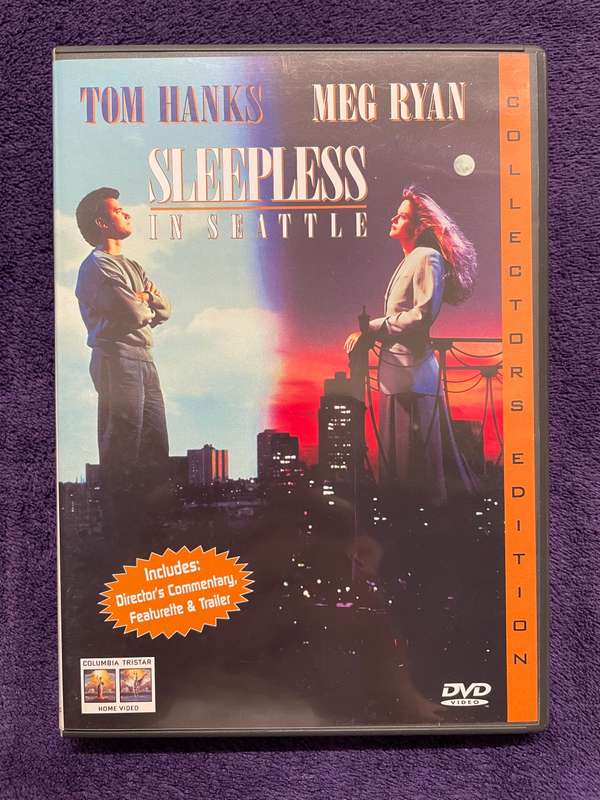 TOM HANKS MEG RYAN
SLEEPLESS
IN SEATTLE
COLLECTORS EDITION
Includes:
Director's Commentary,
Featurette & Trailer
COLUMBIA TRISTAR
HOME VIDEO
DVD
VIDEO